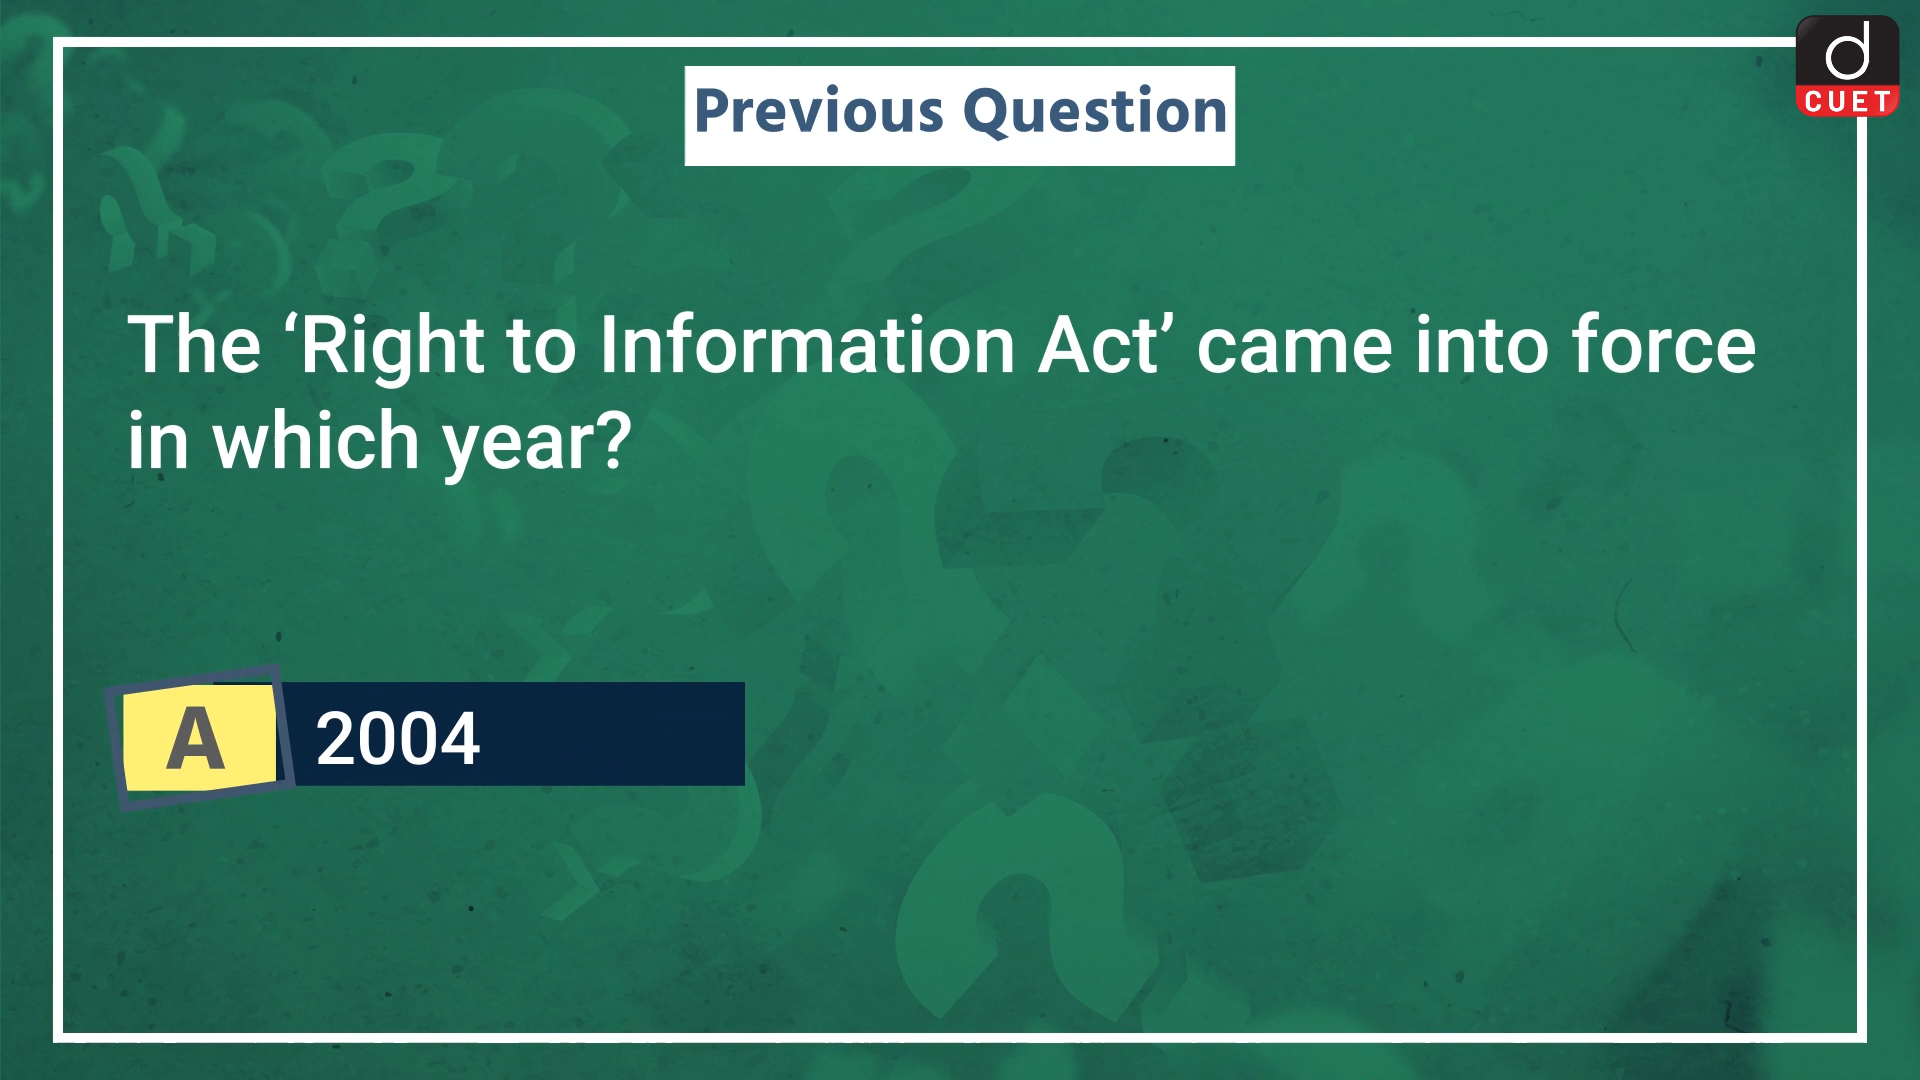 d
CUET
Previous Question
The ‘Right to Information Act’ came into force
in which year?
A 2004